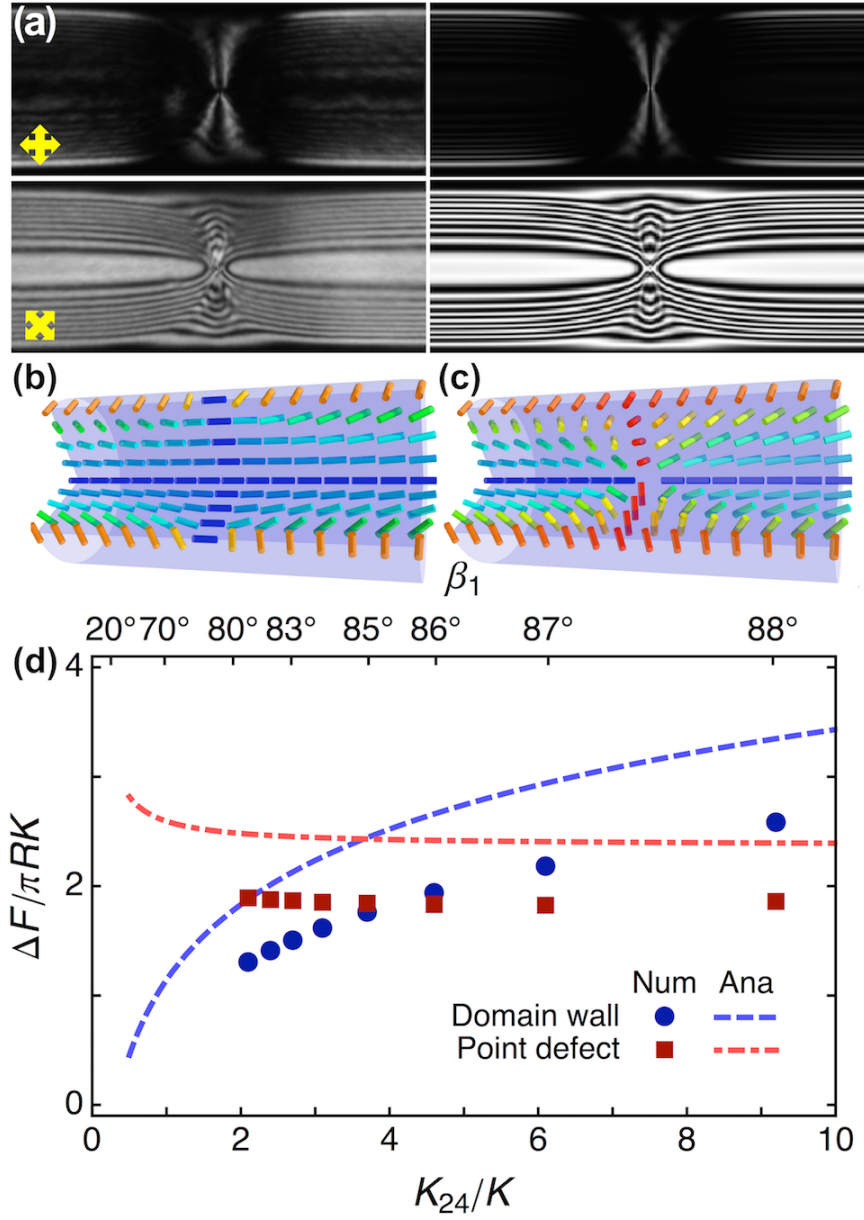 (a)
(b)
(c)
β₁
20° 70° 80° 83° 85° 86° 87° 88°
(d)
4
2
0
ΔF/πRK
Num Ana
Domain wall
Point defect
0 2 4 6 8 10
K₂₄/K